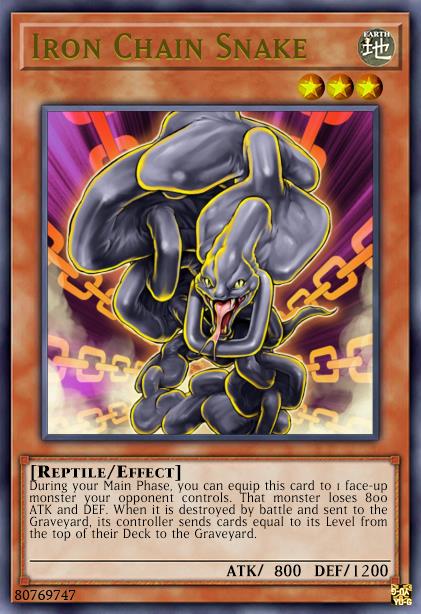 Iron Chain Snake
EARTH
地
[Reptile/Effect]
During your Main Phase, you can equip this card to 1 face-up
monster your opponent controls. That monster loses 800
ATK and DEF. When it is destroyed by battle and sent to the
Graveyard, its controller sends cards equal to its Level from
the top of their Deck to the Graveyard.
ATK/ 800 DEF/1200
80769747